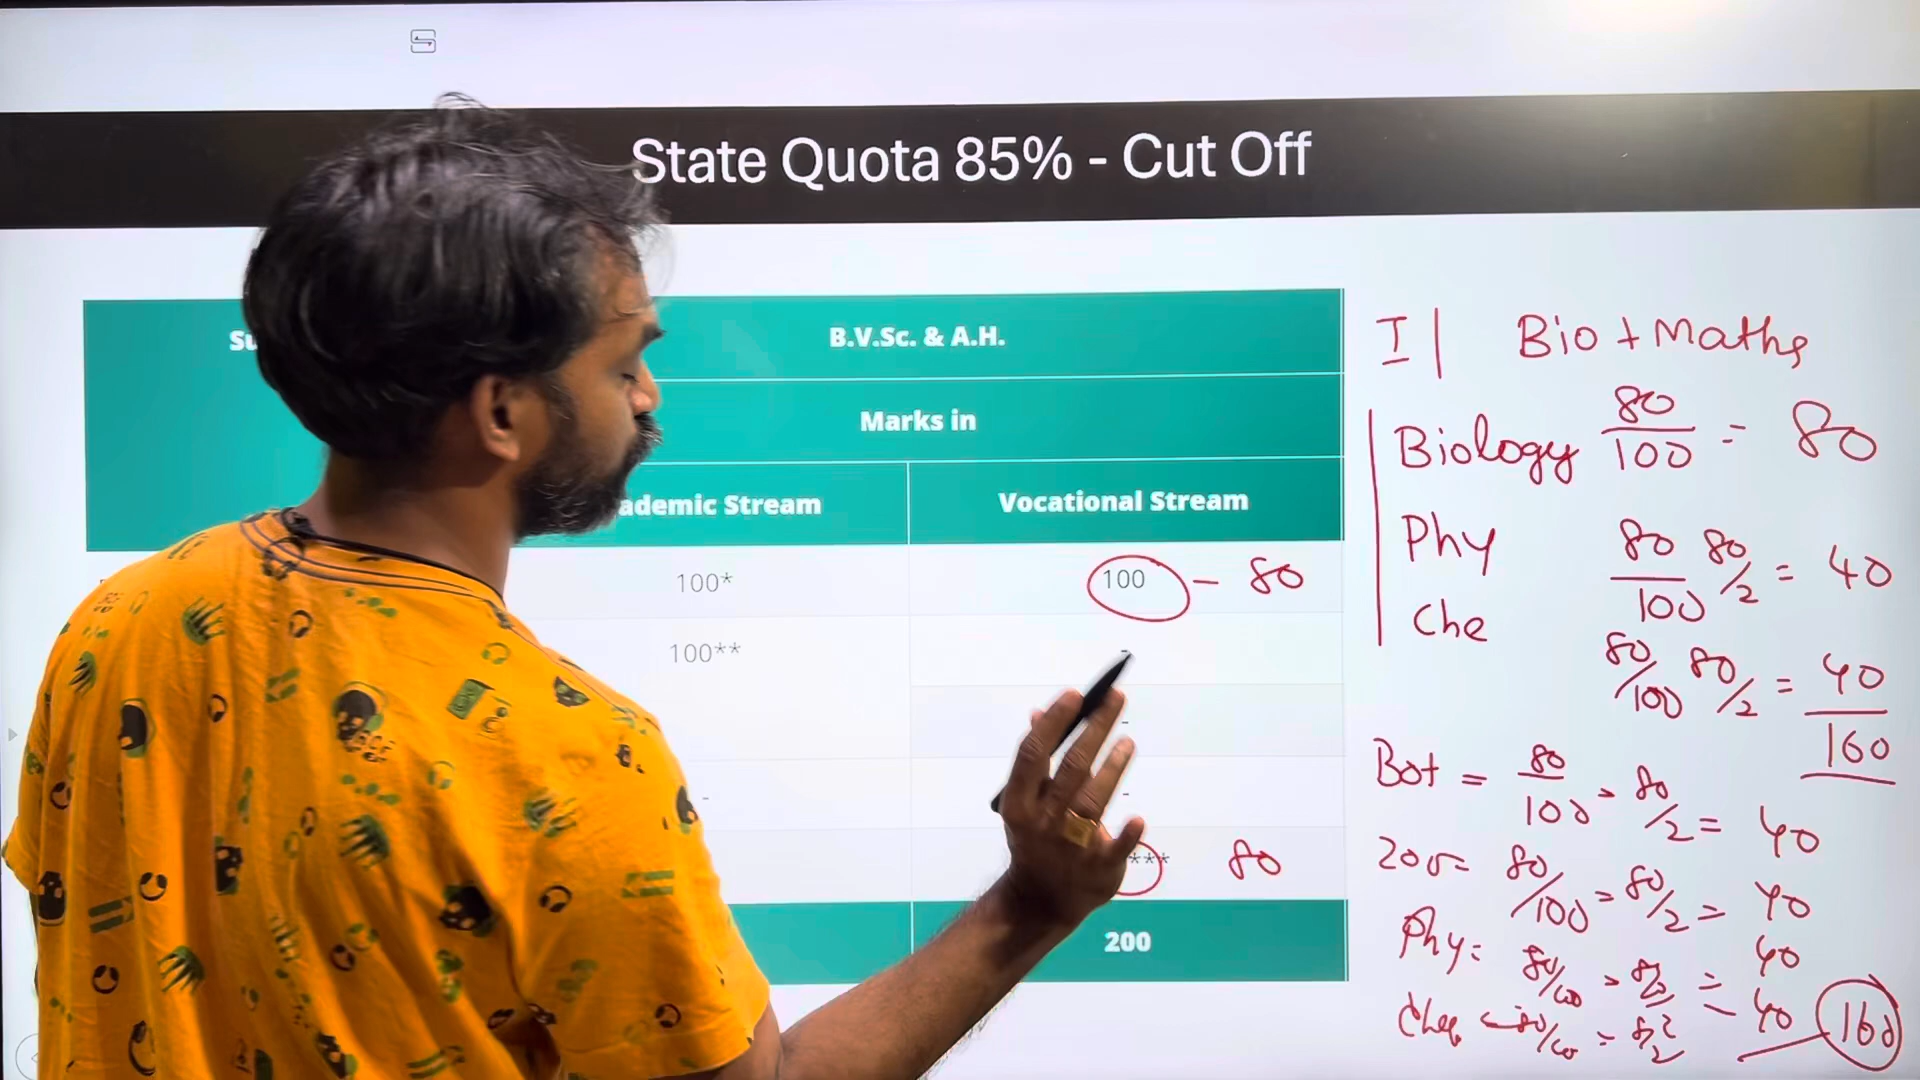 State Quota 85% - Cut Off
B.V.Sc. & A.H.
Marks in
ademic Stream
Vocational Stream
100*
100 - 80
100**
-
-
-
-
*** 80
200
I | Bio + Maths
Biology 80/100 = 80
Phy 80/100 80/2 = 40
Che 80/100 80/2 = 40
160
Bot = 80/100 = 80/2 = 40
Zoo = 80/100 = 80/2 = 40
Phy = 80/100 = 80/2 = 40
Che 80/100 = 80/2 - 40
160